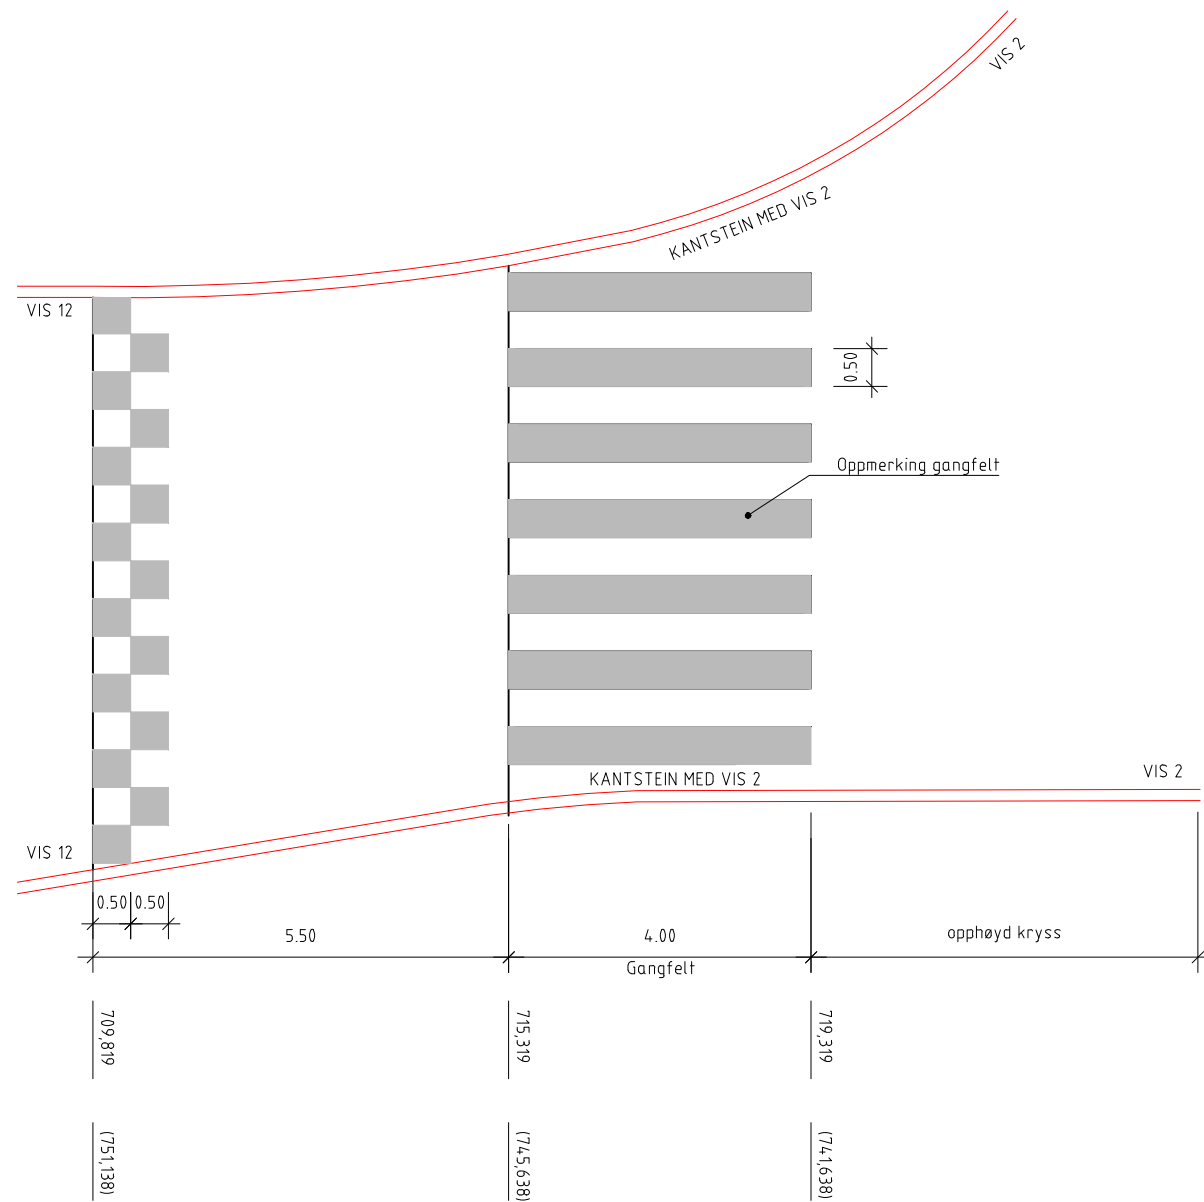 VIS 2
KANTSTEIN MED VIS 2
VIS 12
0.50
Oppmerking gangfelt
KANTSTEIN MED VIS 2
VIS 2
VIS 12
0.50
0.50
5.50
4.00
Gangfelt
opphøyd kryss
709,819
715,319
719,319
(751,138)
(745,638)
(741,638)